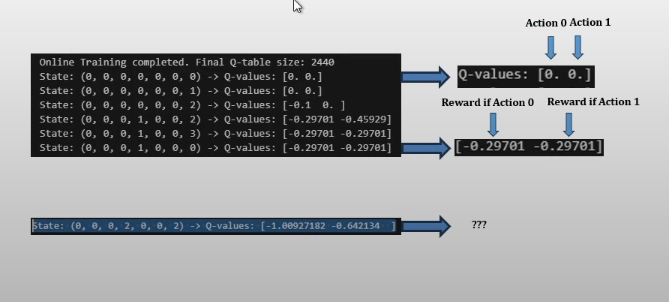 Action 0 Action 1
Online Training completed. Final Q-table size: 2440
State: (0, 0, 0, 0, 0, 0, 0) -> Q-values: [0. 0.]
Q-values: [0. 0.]
State: (0, 0, 0, 0, 0, 0, 1) -> Q-values: [0. 0.]
State: (0, 0, 0, 0, 0, 0, 2) -> Q-values: [-0.1 0. ]
Reward if Action 0 Reward if Action 1
State: (0, 0, 0, 1, 0, 0, 2) -> Q-values: [-0.29701 -0.45929]
State: (0, 0, 0, 1, 0, 0, 3) -> Q-values: [-0.29701 -0.29701]
State: (0, 0, 0, 1, 0, 0, 0) -> Q-values: [-0.29701 -0.29701]
[-0.29701 -0.29701]
State: (0, 0, 0, 2, 0, 0, 2) -> Q-values: [-1.00927182 -0.642134 ]
???